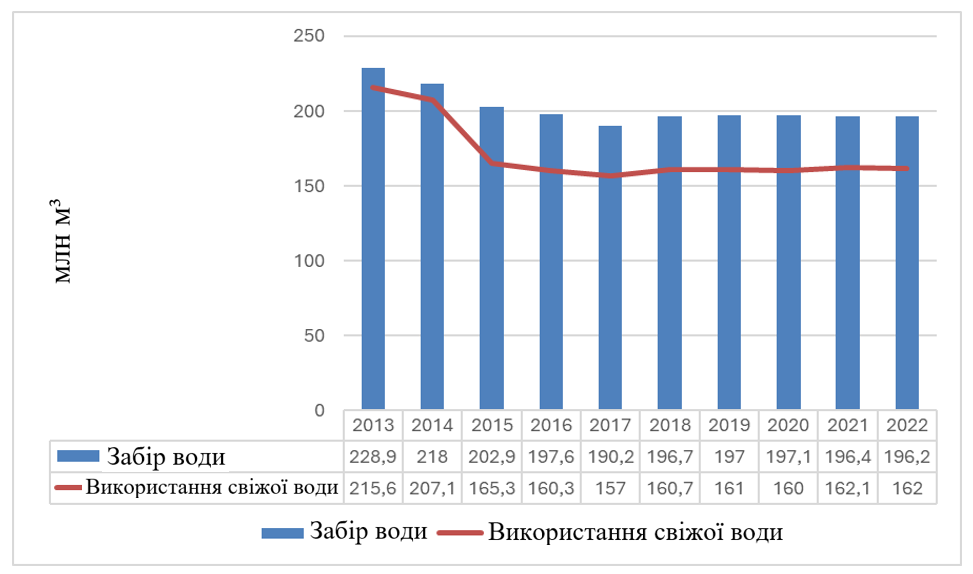 250
200
150
100
50
0
млн м³
2013 2014 2015 2016 2017 2018 2019 2020 2021 2022
Забір води 228,9 218 202,9 197,6 190,2 196,7 197 197,1 196,4 196,2
Використання свіжої води 215,6 207,1 165,3 160,3 157 160,7 161 160 162,1 162
Забір води Використання свіжої води